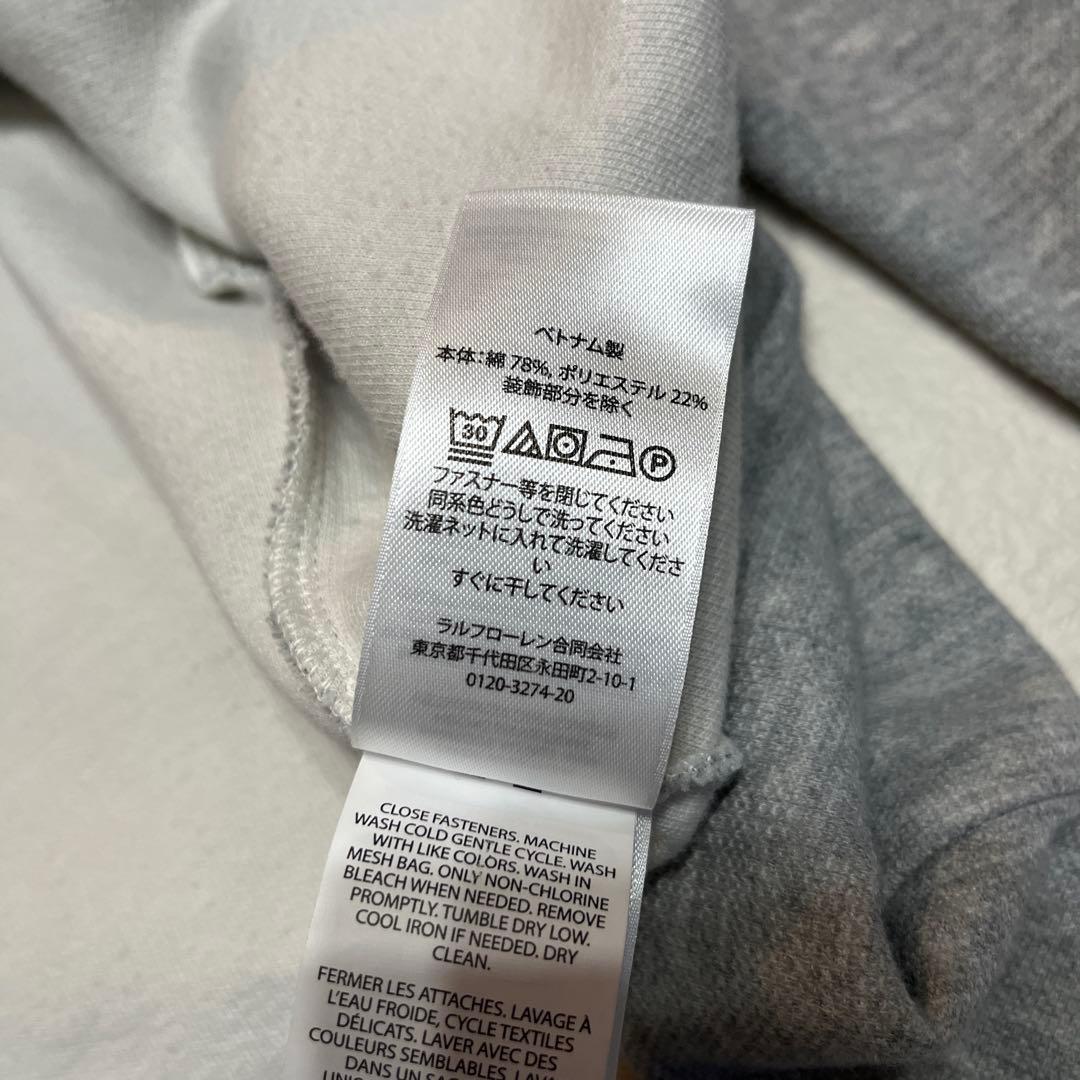 ベトナム製
本体：綿 78%, ポリエステル 22%
装飾部分を除く
30 P
ファスナー等を閉じてください
同系色どうしで洗ってください
洗濯ネットに入れて洗濯してくださ
い
すぐに干してください
ラルフローレン合同会社
東京都千代田区永田町2-10-1
0120-3274-20
CLOSE FASTENERS. MACHINE
WASH COLD GENTLE CYCLE. WASH
WITH LIKE COLORS. WASH IN
MESH BAG. ONLY NON-CHLORINE
BLEACH WHEN NEEDED. REMOVE
PROMPTLY. TUMBLE DRY LOW.
COOL IRON IF NEEDED. DRY
CLEAN.
FERMER LES ATTACHES. LAVAGE À
L'EAU FROIDE, CYCLE TEXTILES
DÉLICATS. LAVER AVEC DES
COULEURS SEMBLABLES. LAVAGE
DANS UN SAC